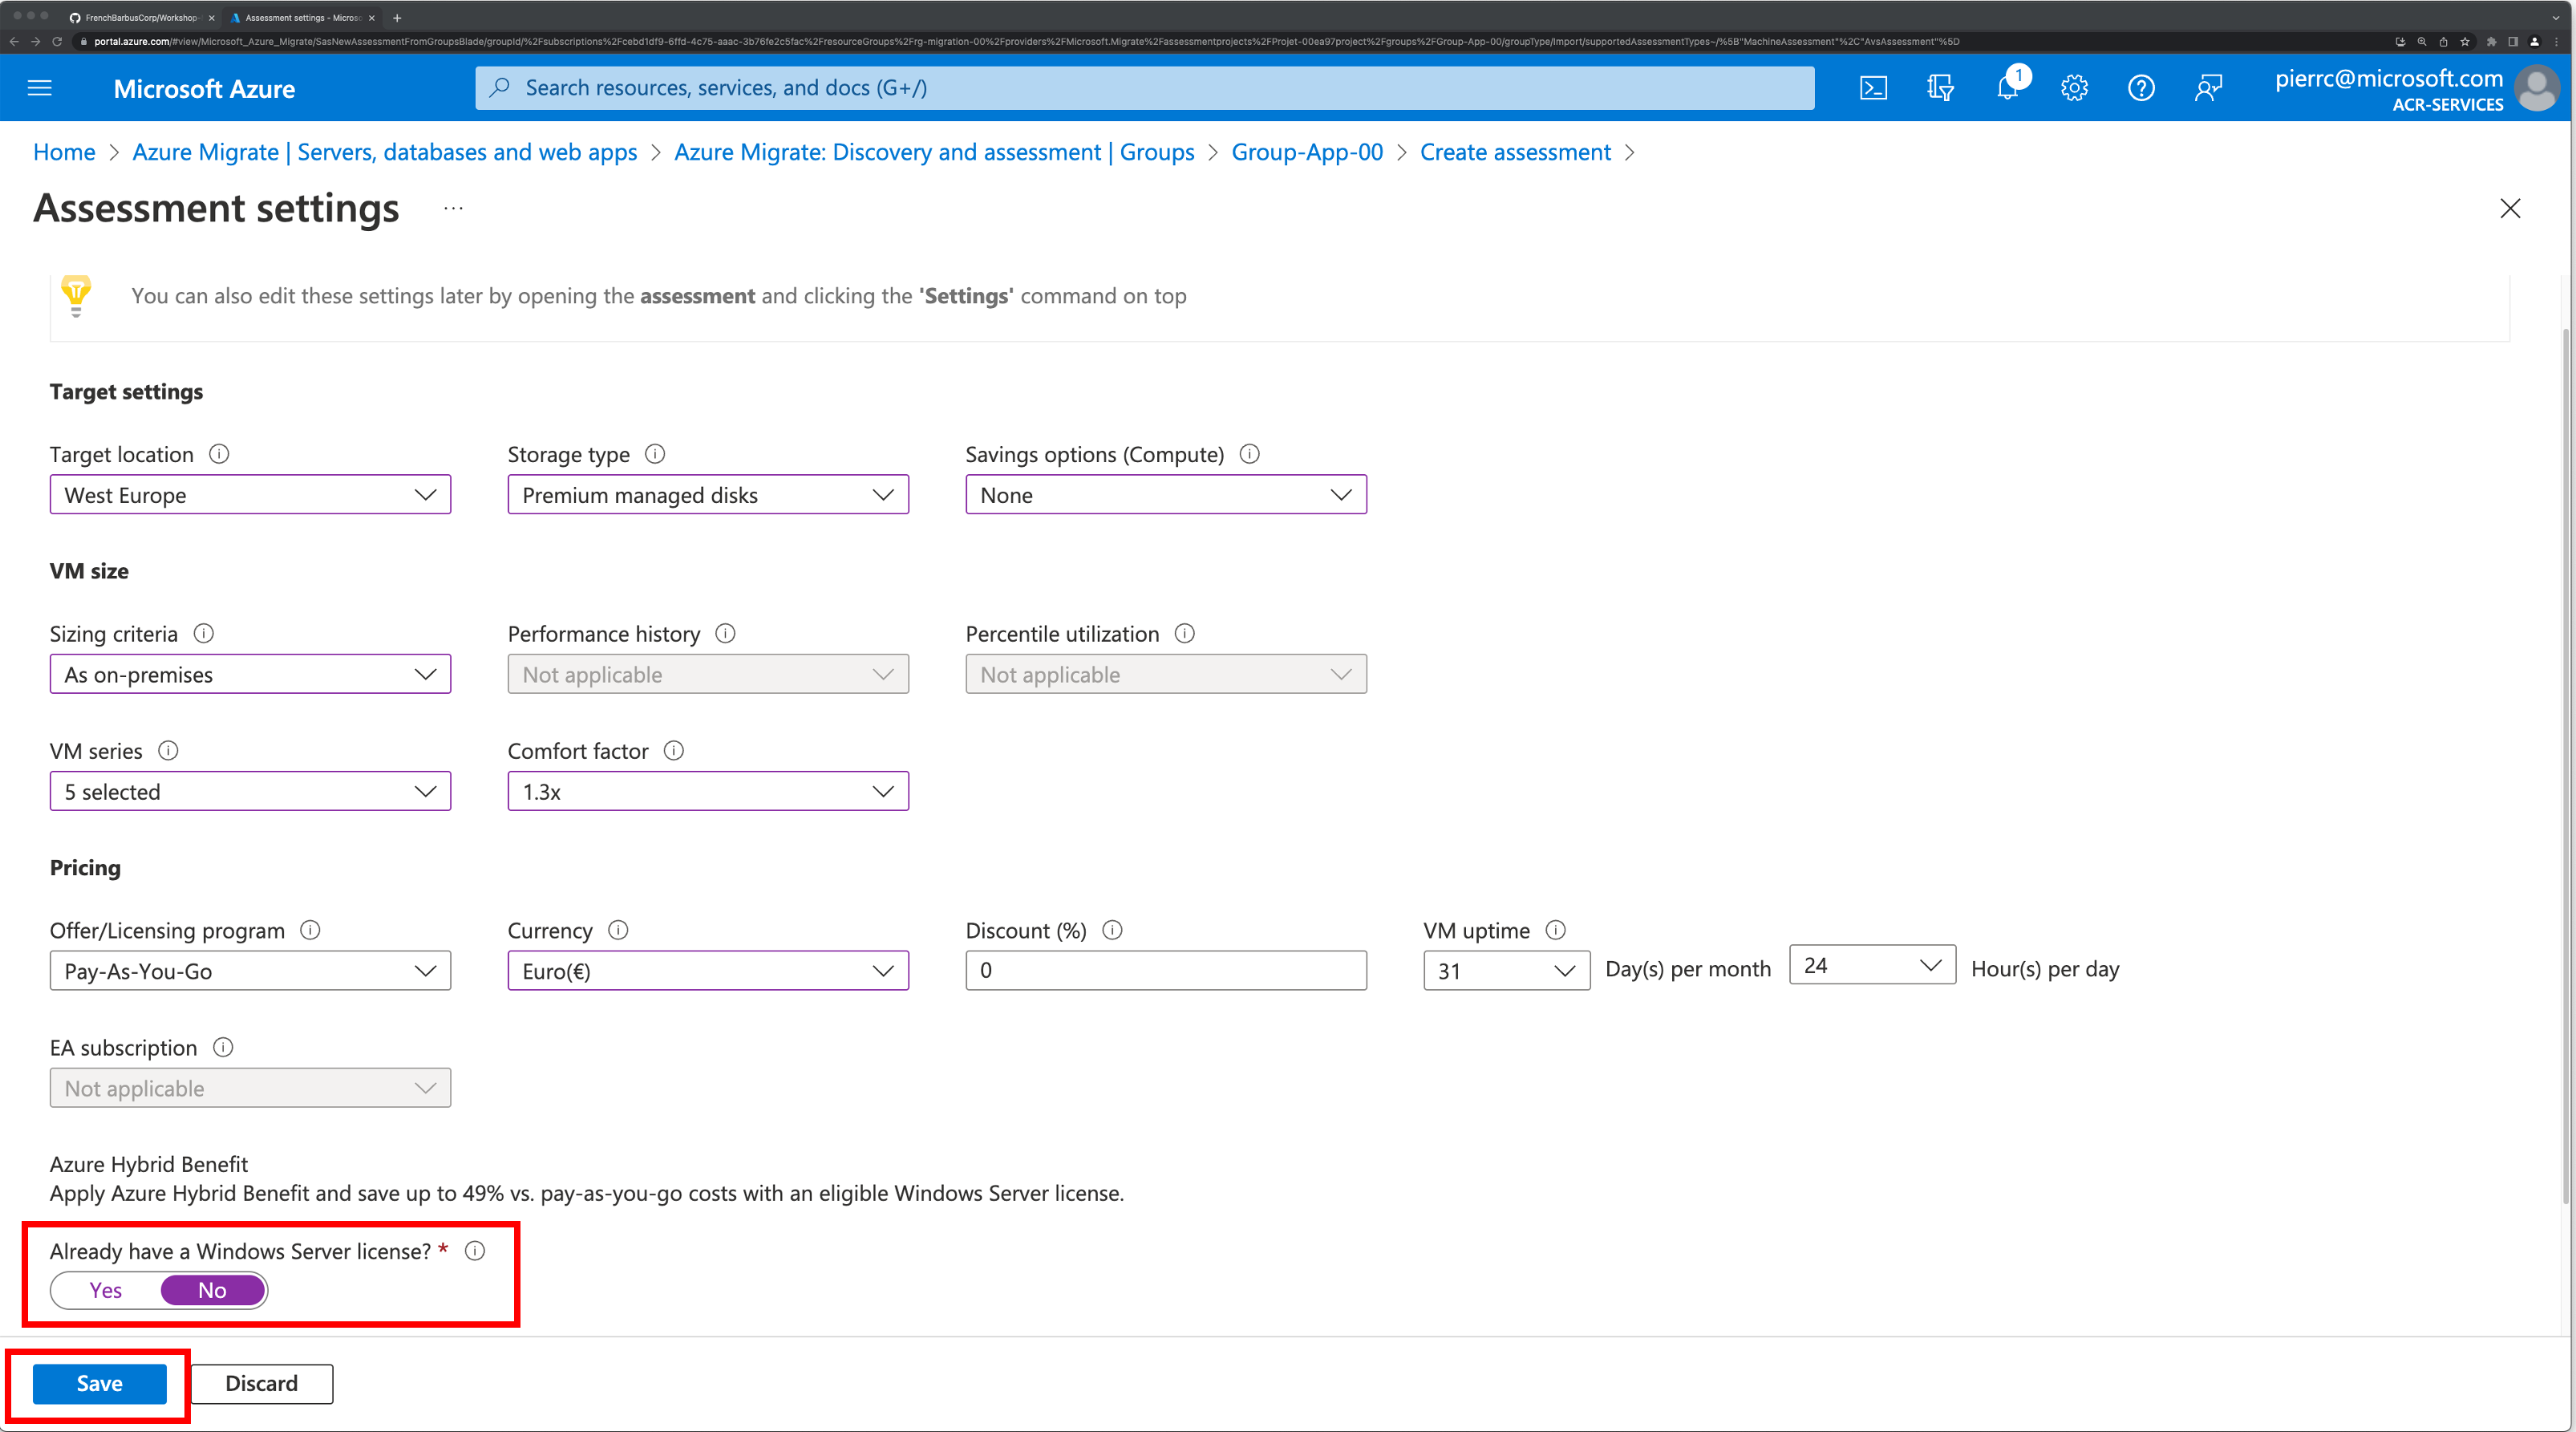 FrenchBarbusCorp/Workshop-
Assessment settings - Micros
portal.azure.com/#view/Microsoft_Azure_Migrate/SasNewAssessmentFromGroupsBlade/groupId/%2Fsubscriptions%2Fcebd1df9-6ffd-4c75-aaac-3b76fe2c5fac%2FresourceGroups%2Frg-migration-00%2Fproviders%2FMicrosoft.Migrate%2Fassessmentprojects%2FProjet-00ea97project%2Fgroups%2FGroup-App-00/groupType/Import/supportedAssessmentTypes~/%5B"MachineAssessment"%2C"AvsAssessment"%5D
Microsoft Azure
Search resources, services, and docs (G+/)
1
pierrc@microsoft.com
ACR-SERVICES
Home > Azure Migrate | Servers, databases and web apps > Azure Migrate: Discovery and assessment | Groups > Group-App-00 > Create assessment >
Assessment settings ...
You can also edit these settings later by opening the assessment and clicking the 'Settings' command on top
Target settings
Target location
Storage type
Savings options (Compute)
West Europe
Premium managed disks
None
VM size
Sizing criteria
Performance history
Percentile utilization
As on-premises
Not applicable
Not applicable
VM series
Comfort factor
5 selected
1.3x
Pricing
Offer/Licensing program
Currency
Discount (%)
VM uptime
Pay-As-You-Go
Euro(€)
0
31 Day(s) per month 24 Hour(s) per day
EA subscription
Not applicable
Azure Hybrid Benefit
Apply Azure Hybrid Benefit and save up to 49% vs. pay-as-you-go costs with an eligible Windows Server license.
Already have a Windows Server license? *
Yes No
Save Discard